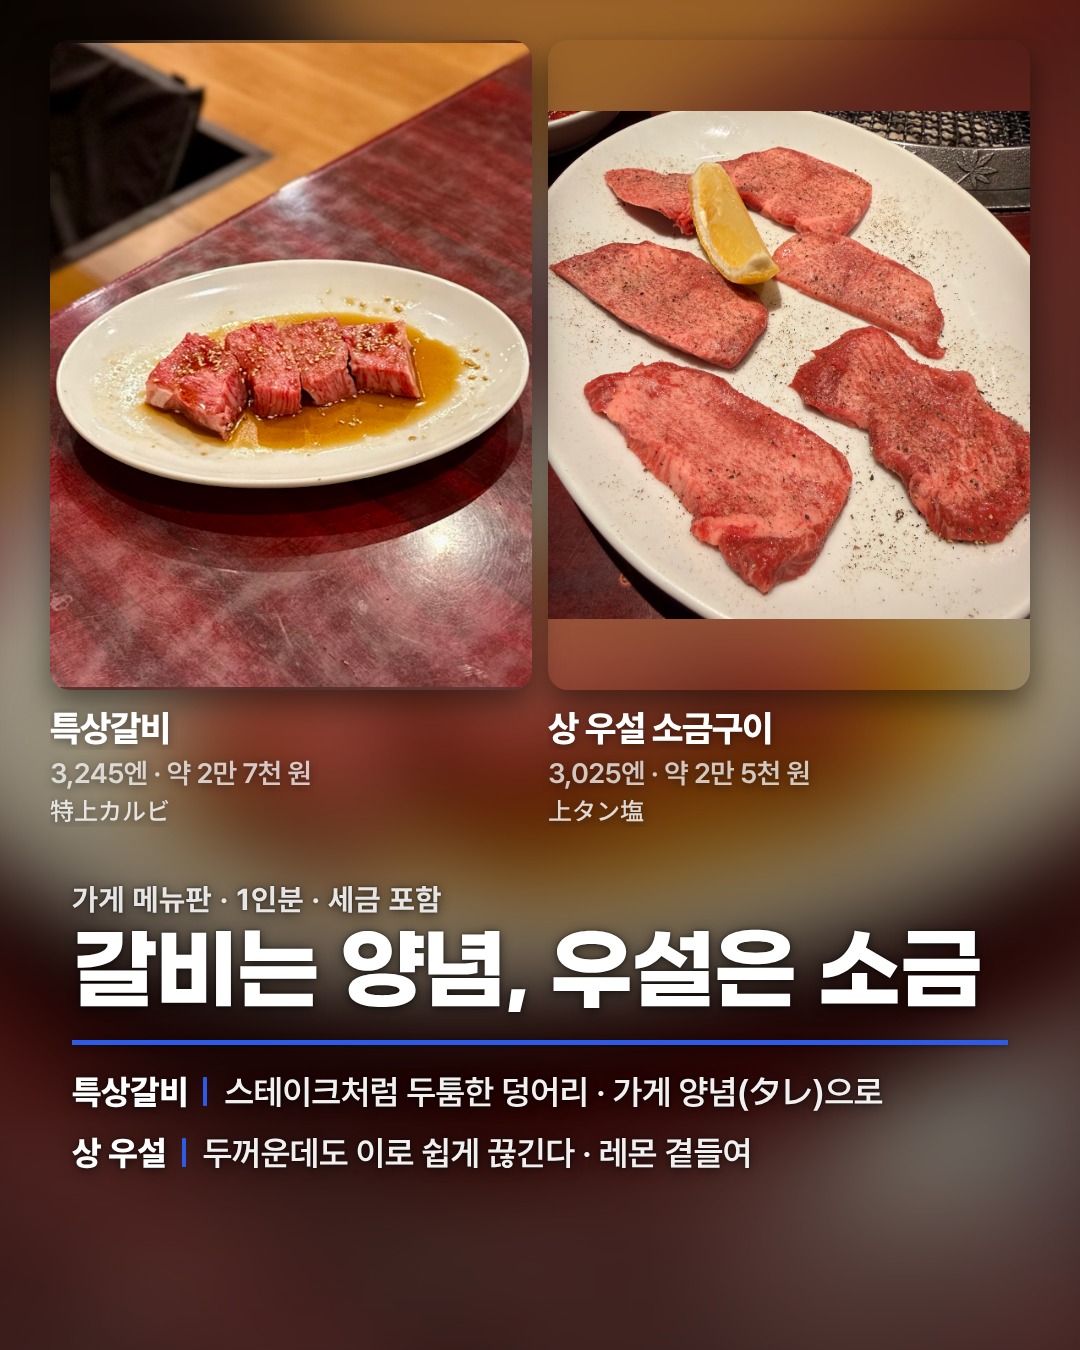 특상갈비
3,245엔 · 약 2만 7천 원
特上カルビ
상 우설 소금구이
3,025엔 · 약 2만 5천 원
上タン塩
가게 메뉴판 · 1인분 · 세금 포함
갈비는 양념, 우설은 소금
특상갈비 | 스테이크처럼 두툼한 덩어리 · 가게 양념(タレ)으로
상 우설 | 두꺼운데도 이로 쉽게 끊긴다 · 레몬 곁들여